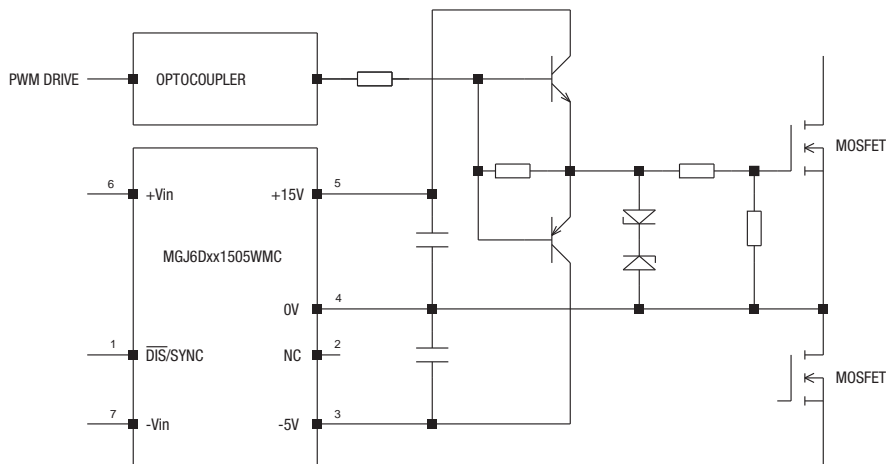 PWM DRIVE
OPTOCOUPLER
MOSFET
6
+Vin
+15V
5
MGJ6Dxx1505WMC
0V
4
1
DIS/SYNC
NC
2
MOSFET
7
-Vin
-5V
3